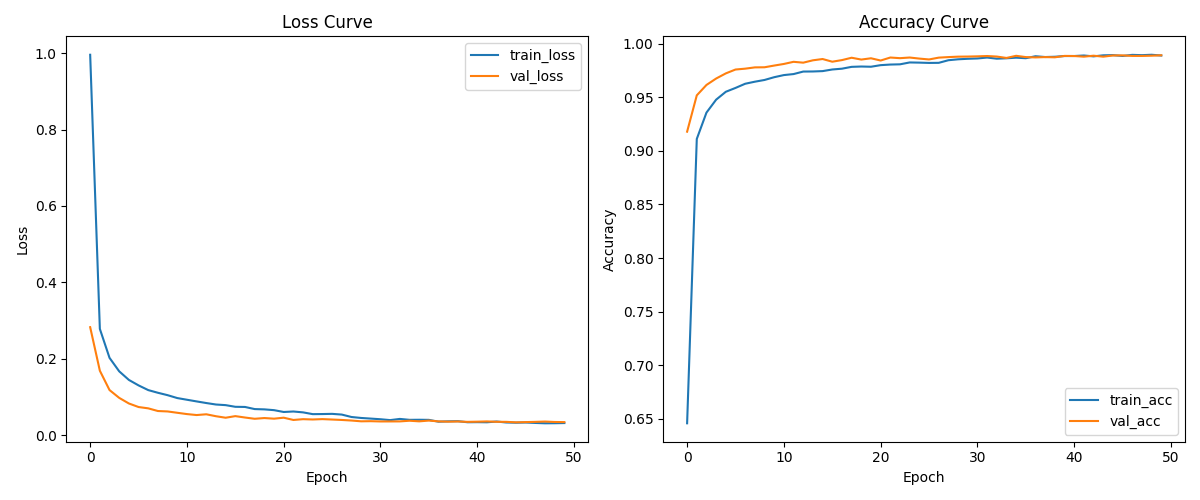 Loss Curve
1.0
0.8
0.6
0.4
0.2
0.0
Loss
train_loss
val_loss
0 10 20 30 40 50
Epoch
Accuracy Curve
1.00
0.95
0.90
0.85
0.80
0.75
0.70
0.65
Accuracy
train_acc
val_acc
0 10 20 30 40 50
Epoch